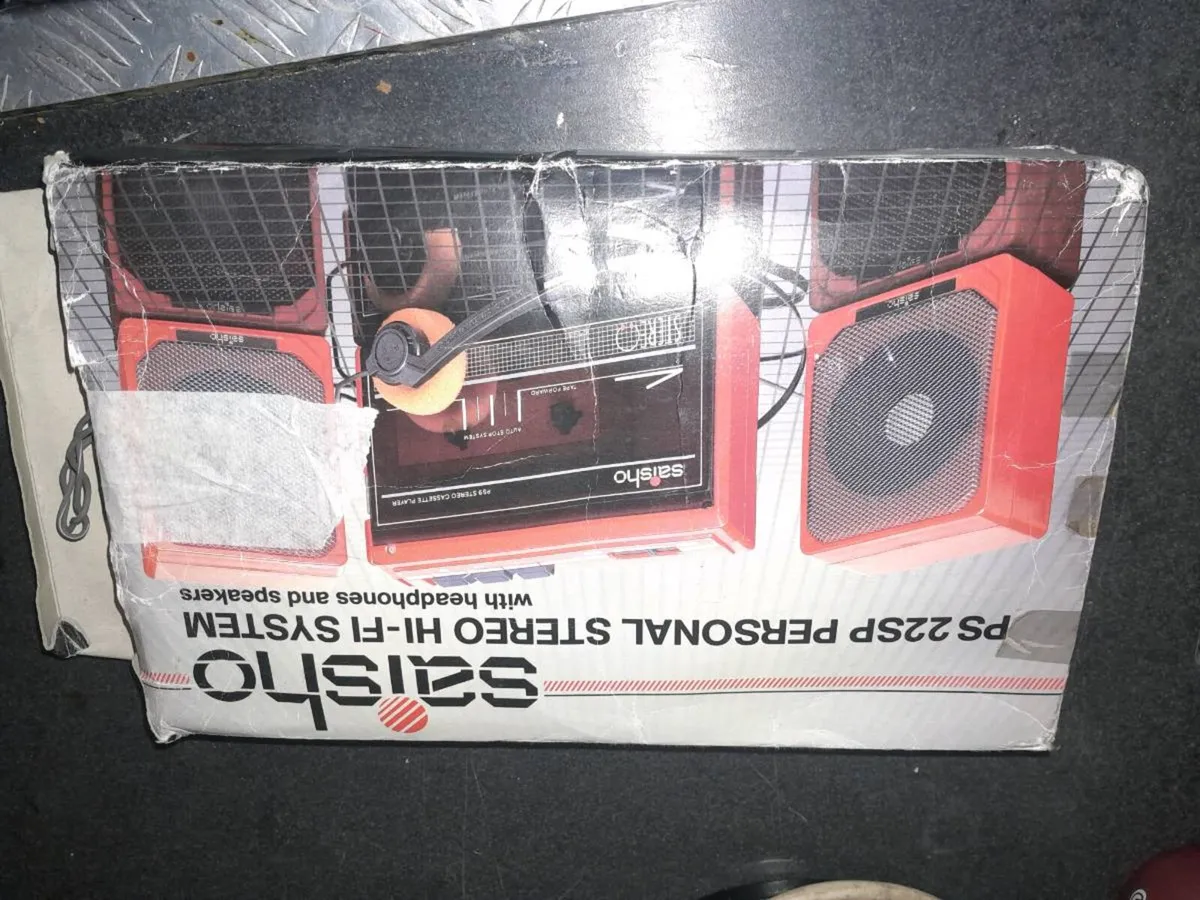 saisho
PS 22SP PERSONAL STEREO HI-FI SYSTEM
with headphones and speakers
PS9 STEREO CASSETTE PLAYER
saisho
AUTO STOP SYSTEM
TAPE FORWARD
STEREO
saisho
saisho